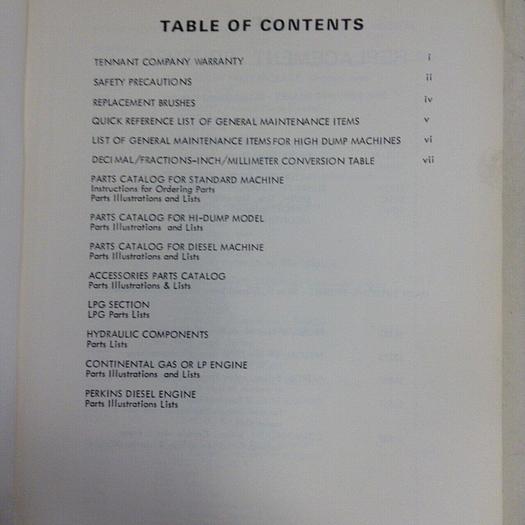 TABLE OF CONTENTS
TENNANT COMPANY WARRANTY i
SAFETY PRECAUTIONS ii
REPLACEMENT BRUSHES iv
QUICK REFERENCE LIST OF GENERAL MAINTENANCE ITEMS v
LIST OF GENERAL MAINTENANCE ITEMS FOR HIGH DUMP MACHINES vi
DECIMAL/FRACTIONS-INCH/MILLIMETER CONVERSION TABLE vii
PARTS CATALOG FOR STANDARD MACHINE
Instructions for Ordering Parts
Parts Illustrations and Lists
PARTS CATALOG FOR HI-DUMP MODEL
Parts Illustrations and Lists
PARTS CATALOG FOR DIESEL MACHINE
Parts Illustrations and Lists
ACCESSORIES PARTS CATALOG
Parts Illustrations & Lists
LPG SECTION
LPG Parts Lists
HYDRAULIC COMPONENTS
Parts Lists
CONTINENTAL GAS OR LP ENGINE
Parts Illustrations and Lists
PERKINS DIESEL ENGINE
Parts Illustrations Lists